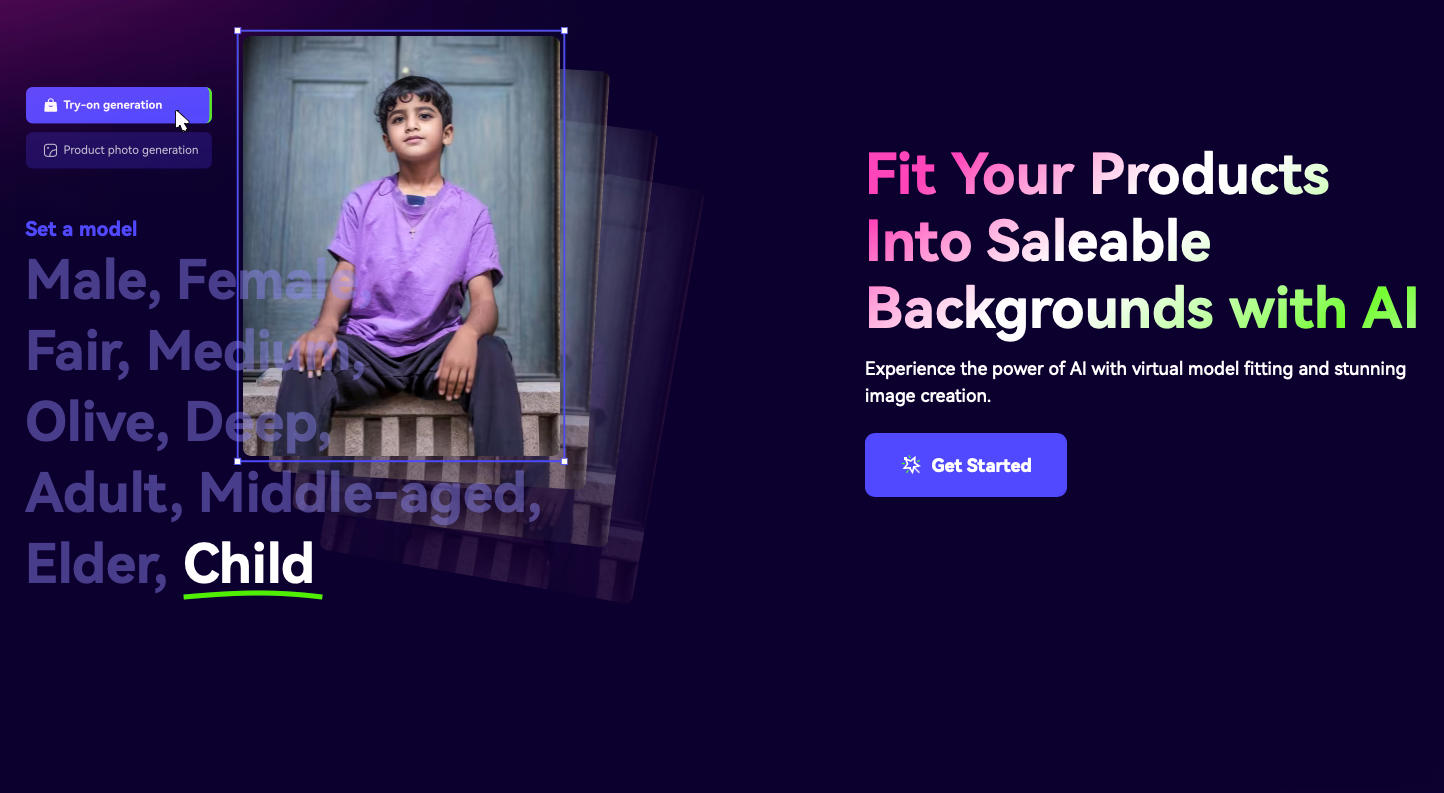 Try-on generation
Product photo generation
Set a model
Male, Female
Fair, Medium,
Olive, Deep,
Adult, Middle-aged,
Elder, Child
Fit Your Products
Into Saleable
Backgrounds with AI
Experience the power of AI with virtual model fitting and stunning
image creation.
Get Started